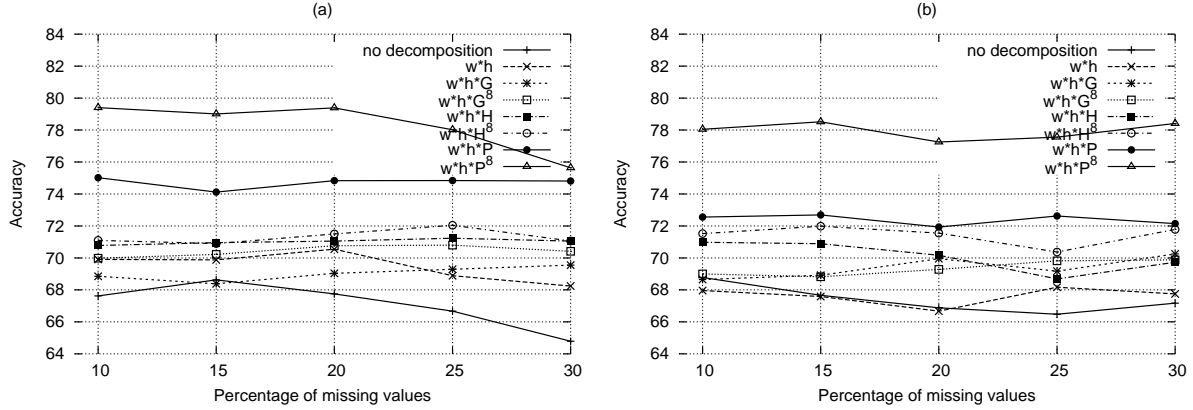 (a)
84
82
80
78
76
74
72
70
68
66
64
10
15
20
25
30
Accuracy
Percentage of missing values
no decomposition
w*h
w*h*G
w*h*G^8
w*h*H
w*h*H^8
w*h*P
w*h*P^8
(b)
84
82
80
78
76
74
72
70
68
66
64
10
15
20
25
30
Accuracy
Percentage of missing values
no decomposition
w*h
w*h*G
w*h*G^8
w*h*H
w*h*H^8
w*h*P
w*h*P^8